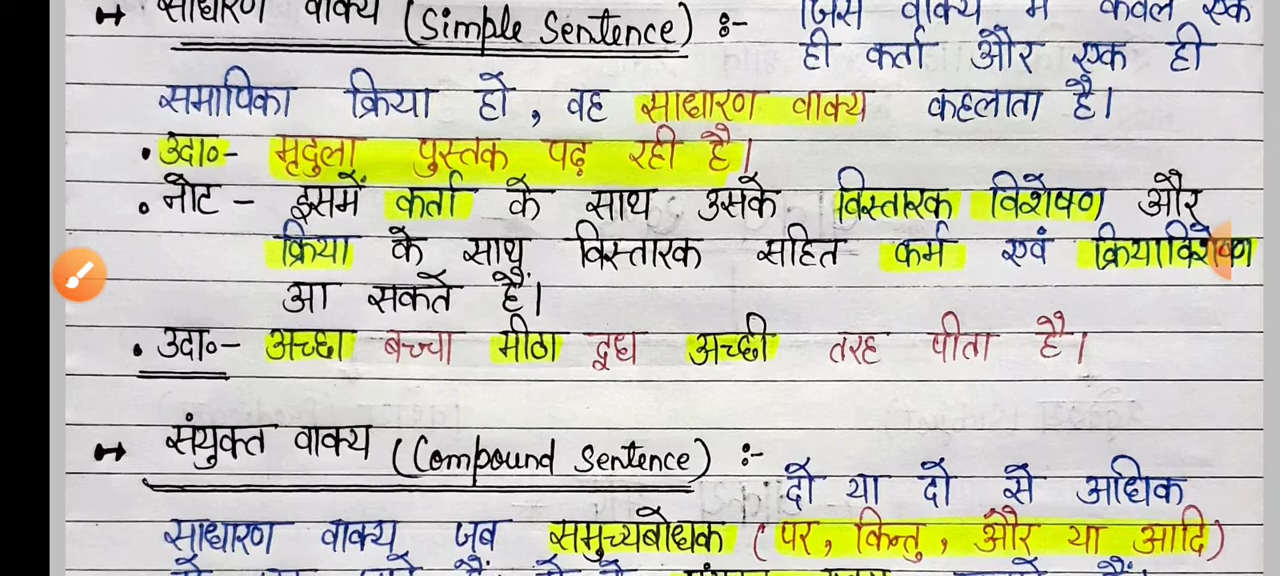 ↦ साधारण वाक्य (Simple Sentence) :- जिस वाक्य में केवल एक
ही कर्ता और एक ही
समापिका क्रिया हो, वह साधारण वाक्य कहलाता है।
• उदा०- मृदुला पुस्तक पढ़ रही है।
• नोट - इसमें कर्ता के साथ उसके विस्तारक विशेषण और
क्रिया के साथ विस्तारक सहित कर्म एवं क्रियाविशेषण
आ सकते हैं।
• उदा०- अच्छा बच्चा मीठा दूध अच्छी तरह पीता है।
↦ संयुक्त वाक्य (Compound Sentence) :-
दो या दो से अधिक
साधारण वाक्य जब समुच्यबोधक (पर, किन्तु, और या आदि)